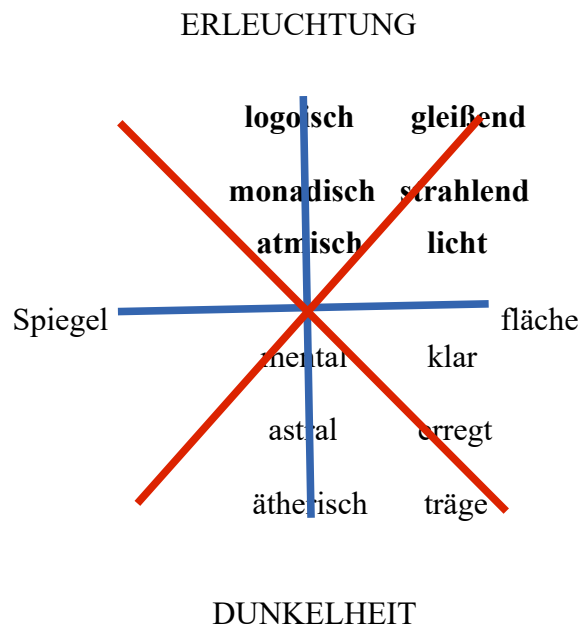 ERLEUCHTUNG
logoisch gleißend
monadisch strahlend
atmisch licht
Spiegel fläche
mental klar
astral erregt
ätherisch träge
DUNKELHEIT